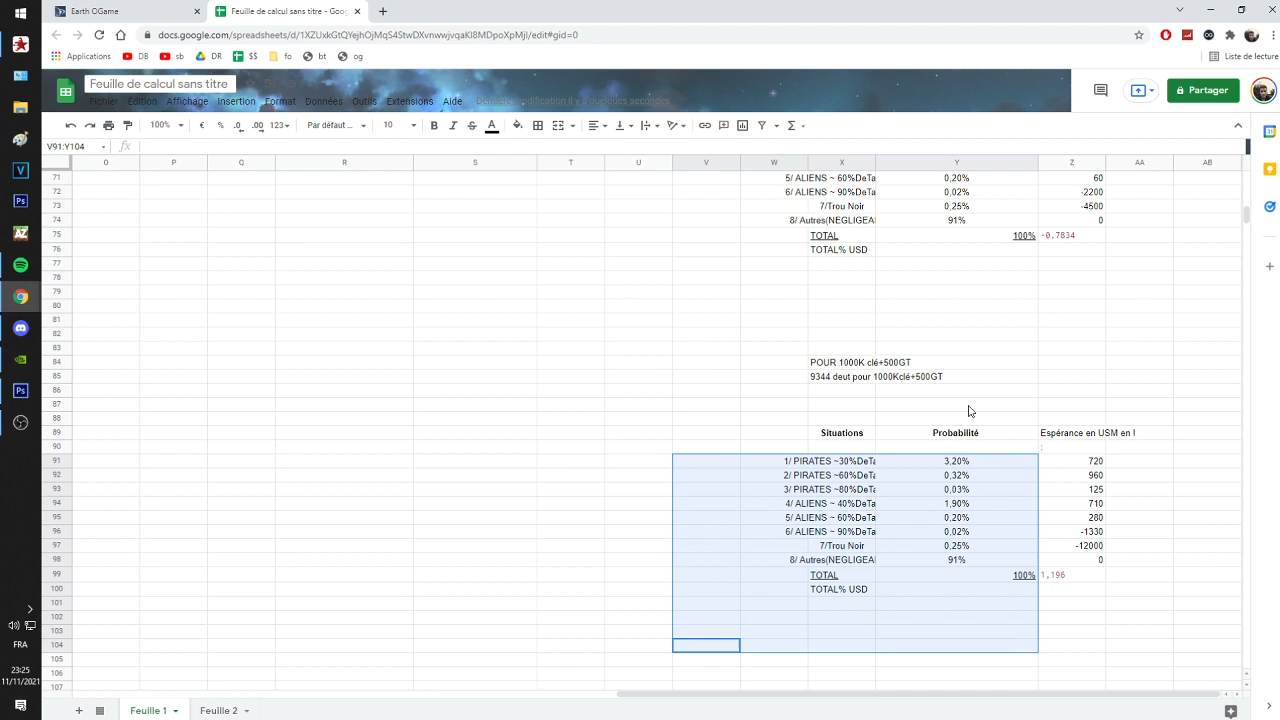 Earth OGame
Feuille de calcul sans titre - Goo
docs.google.com/spreadsheets/d/1XZUxkGtQYejhOjMqS4StwDXvnwwjvqaKl8MDpoXpMjI/edit#gid=0
Applications DB sb DR $$ fo bt og Liste de lecture
Feuille de calcul sans titre
Fichier Édition Affichage Insertion Format Données Outils Extensions Aide Dernière modification il y a quelques secondes
Partager
100% € % .0 .00 123 Par défaut ... 10 B I S A
V91:Y104 fx
O P Q R S T U V W X Y Z AA AB
71 5/ ALIENS ~ 60%DeTa 0,20% 60
72 6/ ALIENS ~ 90%DeTa 0,02% -2200
73 7/Trou Noir 0,25% -4500
74 8/ Autres(NEGLIGEA 91% 0
75 TOTAL 100% -0,7834
76 TOTAL% USD
77
78
79
80
81
82
83
84 POUR 1000K clé+500GT
85 9344 deut pour 1000Kclé+500GT
86
87
88
89 Situations Probabilité Espérance en USM en I
90 :
91 1/ PIRATES ~30%DeTa 3,20% 720
92 2/ PIRATES ~60%DeTa 0,32% 960
93 3/ PIRATES ~80%DeTa 0,03% 125
94 4/ ALIENS ~ 40%DeTa 1,90% 710
95 5/ ALIENS ~ 60%DeTa 0,20% 280
96 6/ ALIENS ~ 90%DeTa 0,02% -1330
97 7/Trou Noir 0,25% -12000
98 8/ Autres(NEGLIGEA 91% 0
99 TOTAL 100% 1,196
100 TOTAL% USD
101
102
103
104
105
106
107
FRA
23:25
11/11/2021
Feuille 1 Feuille 2